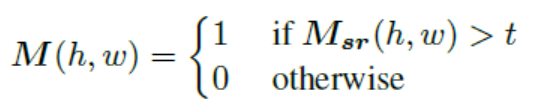 M(h, w) = { 1 if M_sr(h, w) > t
0 otherwise